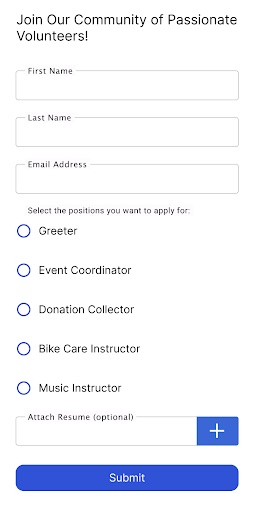 Join Our Community of Passionate
Volunteers!
First Name
Last Name
Email Address
Select the positions you want to apply for:
Greeter
Event Coordinator
Donation Collector
Bike Care Instructor
Music Instructor
Attach Resume (optional)
Submit